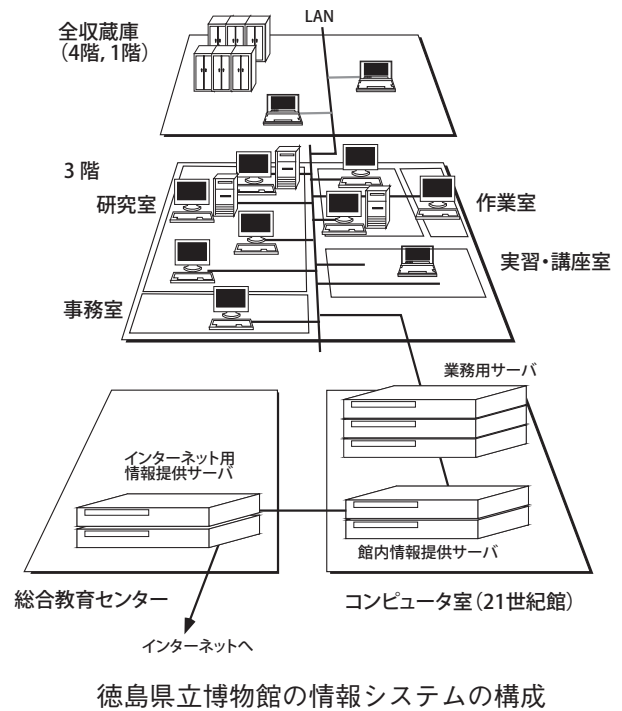 LAN
全収蔵庫
(4階, 1階)
3 階
研究室
作業室
実習・講座室
事務室
業務用サーバ
インターネット用
情報提供サーバ
館内情報提供サーバ
総合教育センター
コンピュータ室(21世紀館)
インターネットへ
徳島県立博物館の情報システムの構成